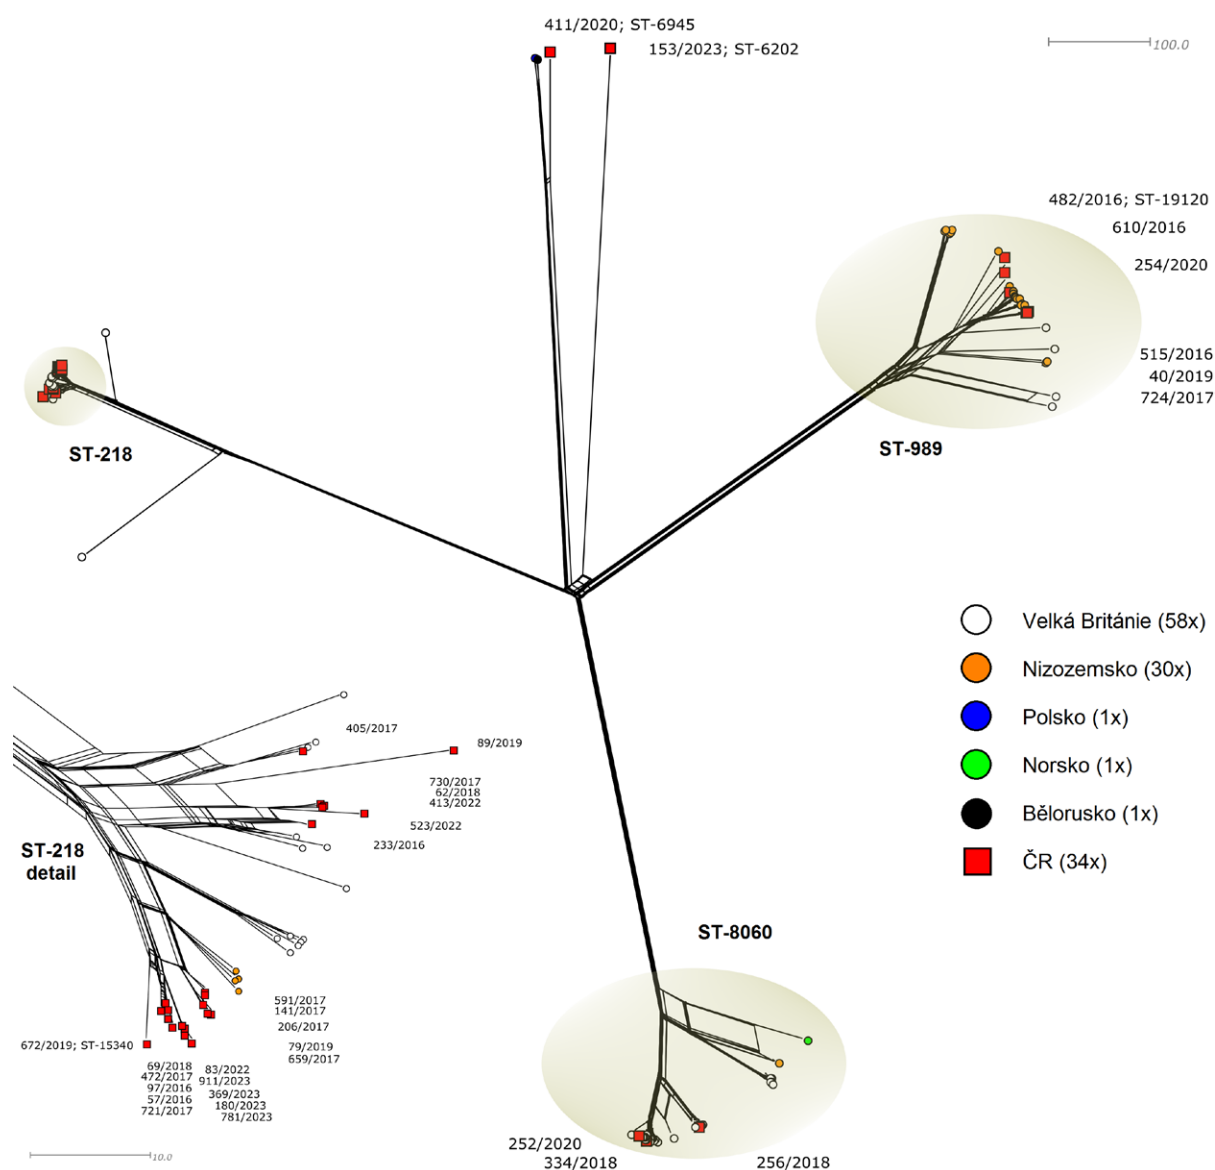 411/2020; ST-6945
153/2023; ST-6202
100.0
482/2016; ST-19120
610/2016
254/2020
515/2016
40/2019
724/2017
ST-218
ST-989
Velká Británie (58x)
Nizozemsko (30x)
Polsko (1x)
Norsko (1x)
Bělorusko (1x)
ČR (34x)
405/2017
89/2019
730/2017
62/2018
413/2022
523/2022
233/2016
ST-218
detail
591/2017
141/2017
206/2017
79/2019
659/2017
672/2019; ST-15340
69/2018
472/2017
97/2016
57/2016
721/2017
83/2022
911/2023
369/2023
180/2023
781/2023
10.0
ST-8060
252/2020
334/2018
256/2018